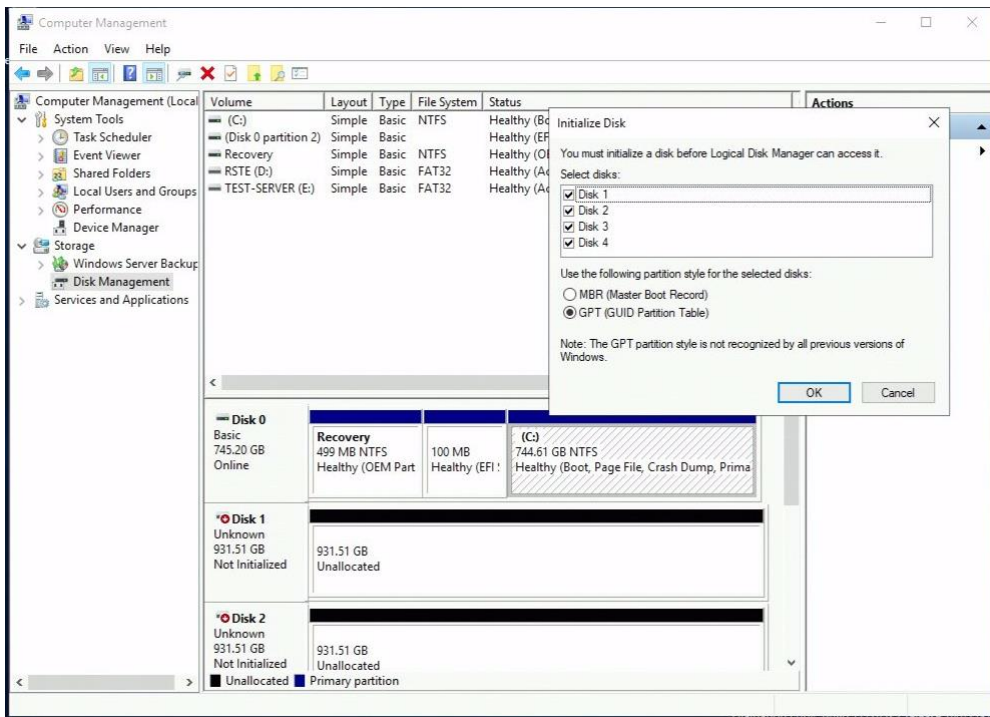 Computer Management
File Action View Help
Computer Management (Local
System Tools
Task Scheduler
Event Viewer
Shared Folders
Local Users and Groups
Performance
Device Manager
Storage
Windows Server Backup
Disk Management
Services and Applications
Volume Layout Type File System Status
(C:) Simple Basic NTFS Healthy (Bo
(Disk 0 partition 2) Simple Basic Healthy (EF
Recovery Simple Basic NTFS Healthy (OI
RSTE (D:) Simple Basic FAT32 Healthy (Ac
TEST-SERVER (E:) Simple Basic FAT32 Healthy (Ac
Actions
Initialize Disk
You must initialize a disk before Logical Disk Manager can access it.
Select disks:
Disk 1
Disk 2
Disk 3
Disk 4
Use the following partition style for the selected disks:
MBR (Master Boot Record)
GPT (GUID Partition Table)
Note: The GPT partition style is not recognized by all previous versions of
Windows.
OK Cancel
Disk 0
Basic
745.20 GB
Online
Recovery
499 MB NTFS
Healthy (OEM Part
100 MB
Healthy (EFI
(C:)
744.61 GB NTFS
Healthy (Boot, Page File, Crash Dump, Prima
Disk 1
Unknown
931.51 GB
Not Initialized
931.51 GB
Unallocated
Disk 2
Unknown
931.51 GB
Not Initialized
931.51 GB
Unallocated
Unallocated Primary partition